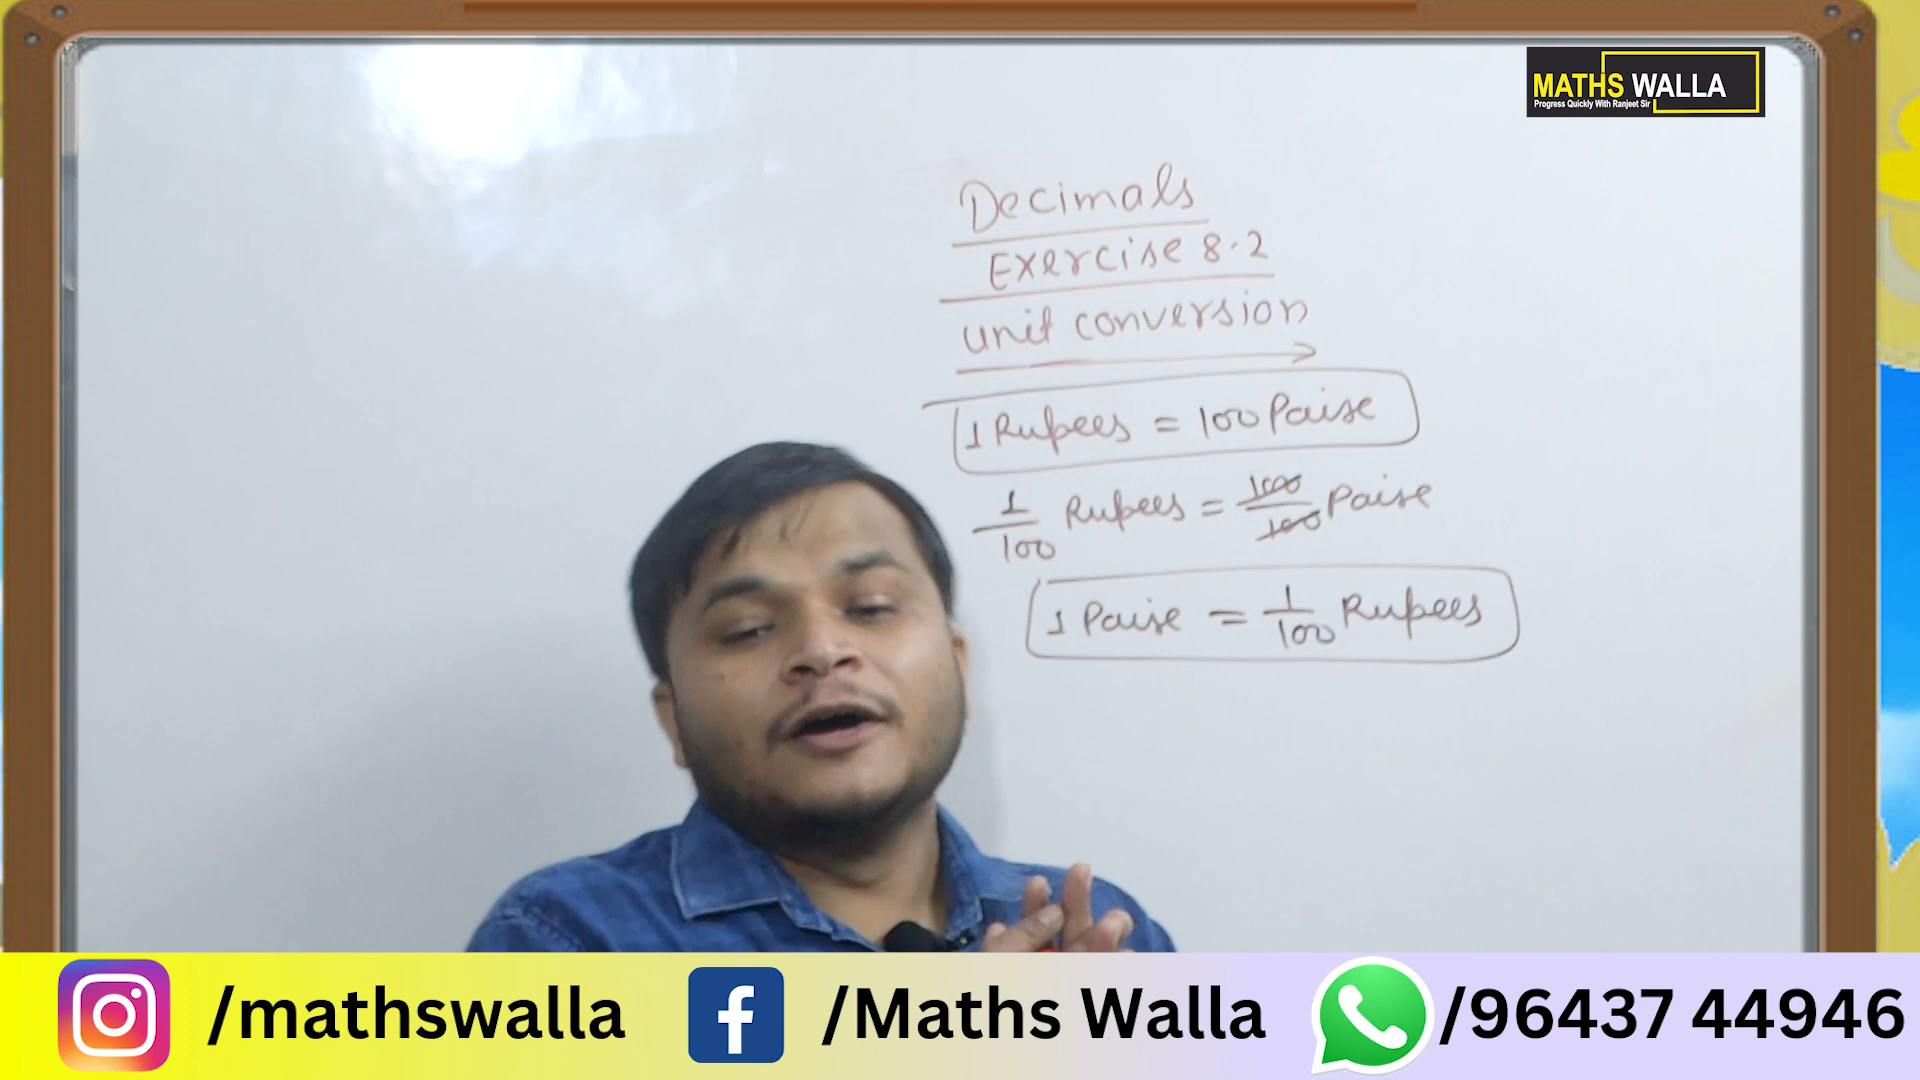 MATHS WALLA
Progress Quickly With Ranjeet Sir
Decimals
Exercise 8.2
unit conversion
1 Rupees = 100 Paise
1/100 Rupees = 100/100 Paise
1 Paise = 1/100 Rupees
/mathswalla /Maths Walla /96437 44946